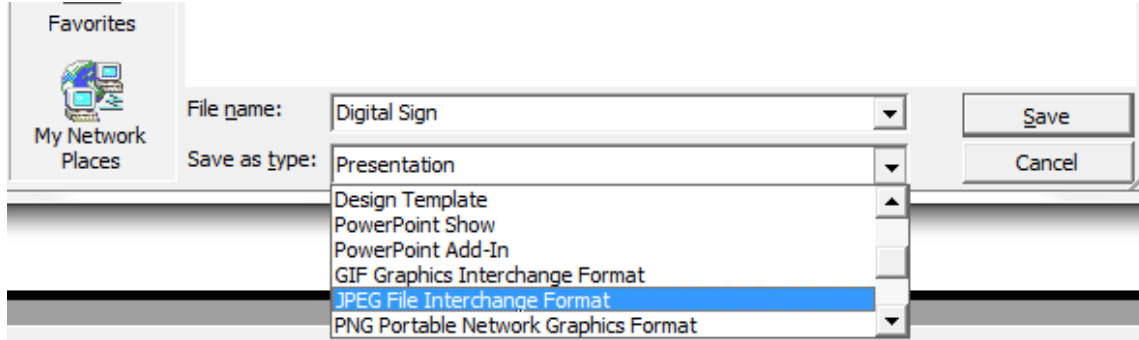 Favorites
My Network
Places
File name:
Digital Sign
Save
Save as type:
Presentation
Cancel
Design Template
PowerPoint Show
PowerPoint Add-In
GIF Graphics Interchange Format
JPEG File Interchange Format
PNG Portable Network Graphics Format